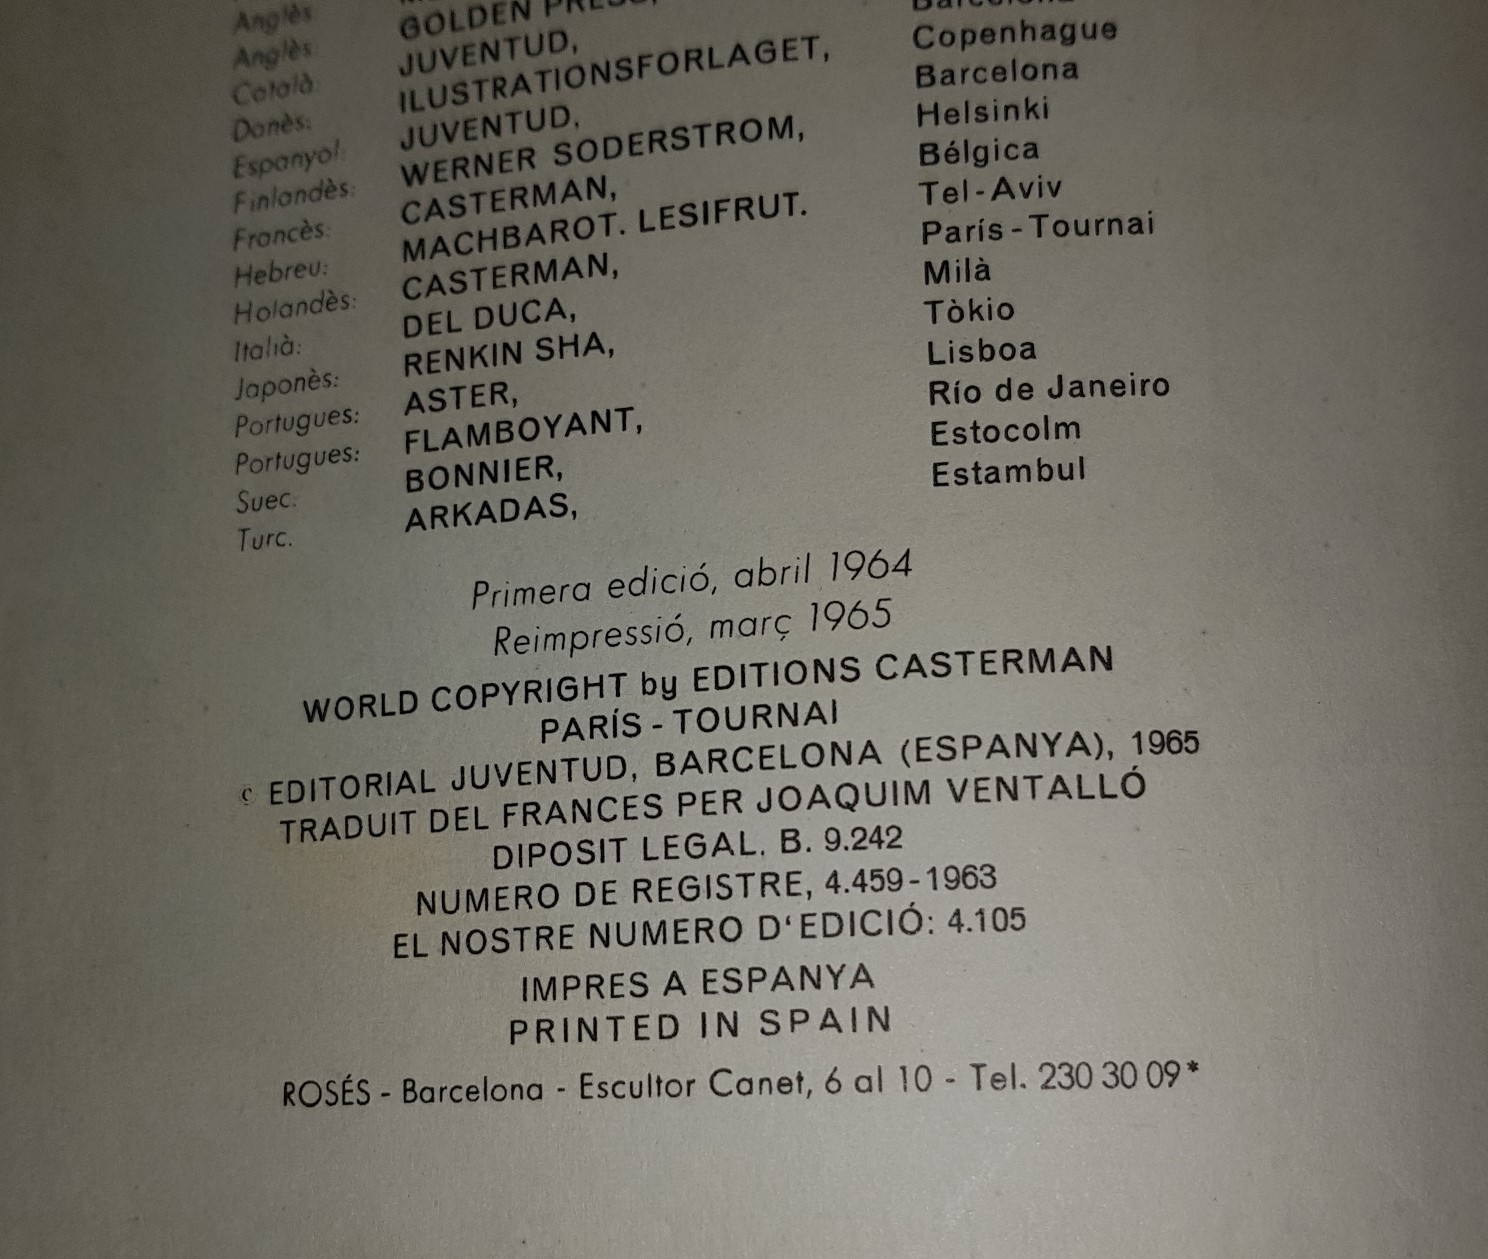 Anglès
Anglès: GOLDEN PRESS,
Català: JUVENTUD, Barcelona
Danès: ILUSTRATIONSFORLAGET, Copenhague
Espanyol: JUVENTUD, Barcelona
Finlandès: WERNER SODERSTROM, Helsinki
Francès: CASTERMAN, Bélgica
Hebreu: MACHBAROT. LESIFRUT. Tel-Aviv
Holandès: CASTERMAN, París-Tournai
Italià: DEL DUCA, Milà
Japonès: RENKIN SHA, Tòkio
Portugues: ASTER, Lisboa
Portugues: FLAMBOYANT, Río de Janeiro
Suec. BONNIER, Estocolm
Turc. ARKADAS, Estambul
Primera edició, abril 1964
Reimpressió, març 1965
WORLD COPYRIGHT by EDITIONS CASTERMAN
PARÍS - TOURNAI
© EDITORIAL JUVENTUD, BARCELONA (ESPANYA), 1965
TRADUIT DEL FRANCES PER JOAQUIM VENTALLÓ
DIPOSIT LEGAL. B. 9.242
NUMERO DE REGISTRE, 4.459-1963
EL NOSTRE NUMERO D'EDICIÓ: 4.105
IMPRES A ESPANYA
PRINTED IN SPAIN
ROSÉS - Barcelona - Escultor Canet, 6 al 10 - Tel. 230 30 09*